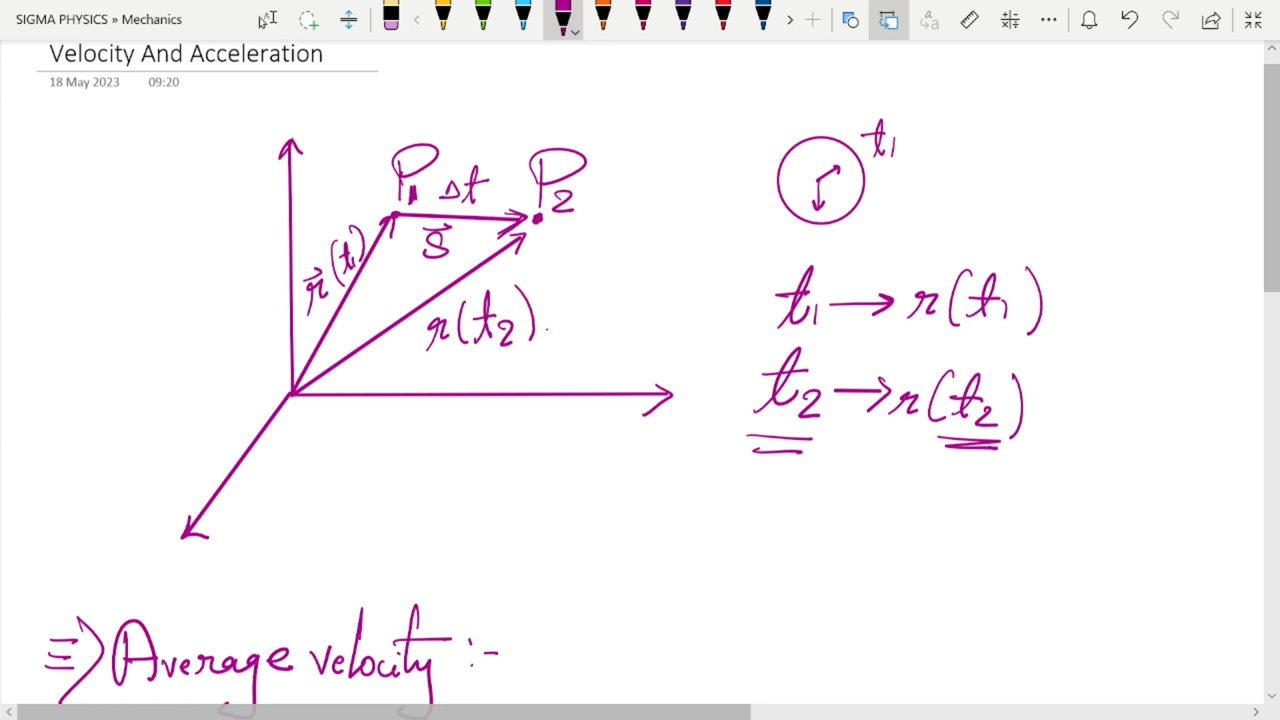 SIGMA PHYSICS » Mechanics
Velocity And Acceleration
18 May 2023 09:20
P₁ Δt P₂
t₁
r⃗(t₁)
S⃗
r(t₂).
t₁ → r(t₁)
t₂ → r(t₂)
⇒ Average velocity :-